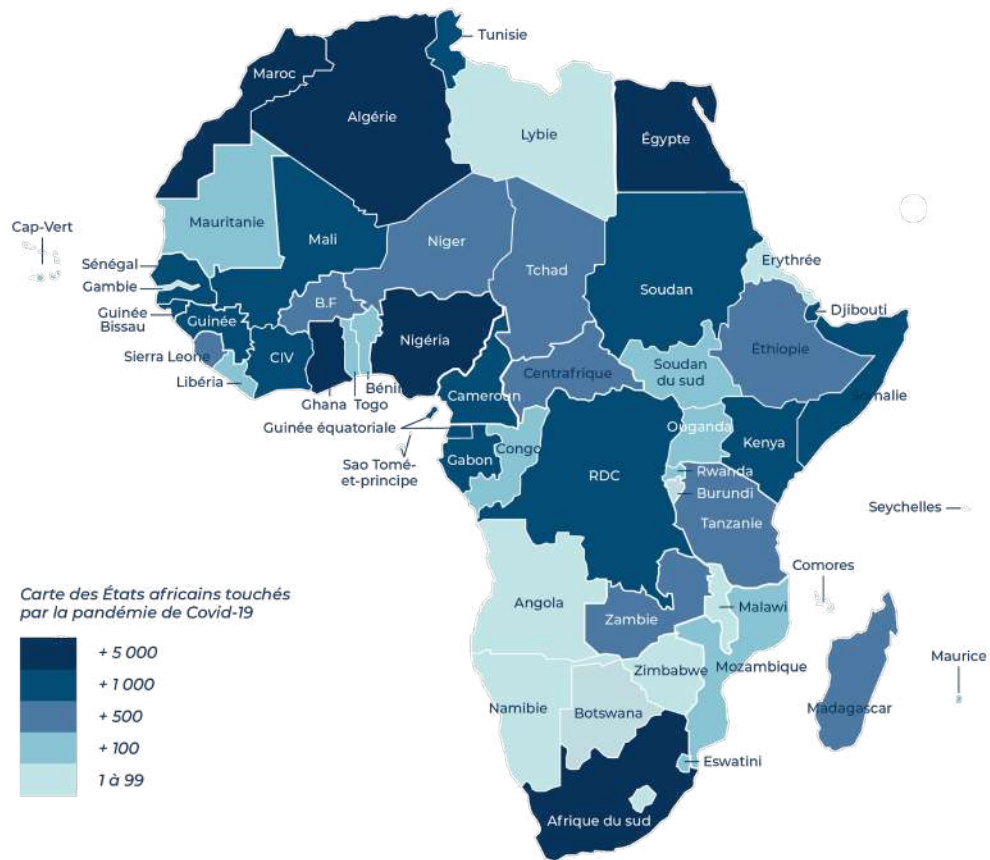 Tunisie
Maroc
Algérie
Lybie
Égypte
Mauritanie
Cap-Vert
Mali
Niger
Tchad
Sénégal
Erythrée
Gambie
Soudan
B.F
Djibouti
Guinée
Bissau
Guinée
Nigéria
Éthiopie
Sierra Leone
CIV
Centrafrique
Soudan
du sud
Libéria
Bénin
Cameroun
Somalie
Ghana
Togo
Guinée équatoriale
Ouganda
Kenya
Congo
Gabon
Sao Tomé-
et-principe
RDC
Rwanda
Burundi
Seychelles
Tanzanie
Comores
Carte des États africains touchés
par la pandémie de Covid-19
Angola
Malawi
Zambie
+ 5 000
Maurice
Zimbabwe
Mozambique
+ 1 000
Namibie
Botswana
Madagascar
+ 500
+ 100
Eswatini
1 à 99
Afrique du sud